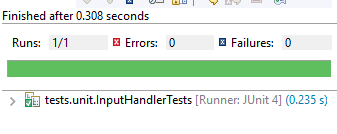 Finished after 0.308 seconds
Runs: 1/1 Errors: 0 Failures: 0
tests.unit.InputHandlerTests [Runner: JUnit 4] (0.235 s)